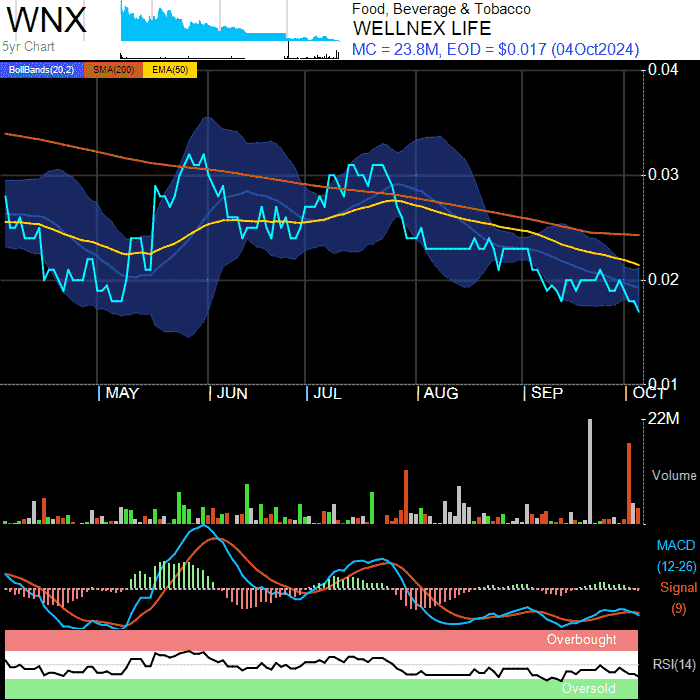 WNX
5yr Chart
Food, Beverage & Tobacco
WELLNEX LIFE
MC = 23.8M, EOD = $0.017 (04Oct2024)
BollBands(20,2) SMA(200) EMA(50)
0.04
0.03
0.02
0.01
MAY JUN JUL AUG SEP OCT
22M
Volume
MACD
(12-26)
Signal
(9)
Overbought
RSI(14)
Oversold